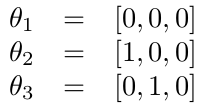 θ₁ = [0, 0, 0]
θ₂ = [1, 0, 0]
θ₃ = [0, 1, 0]